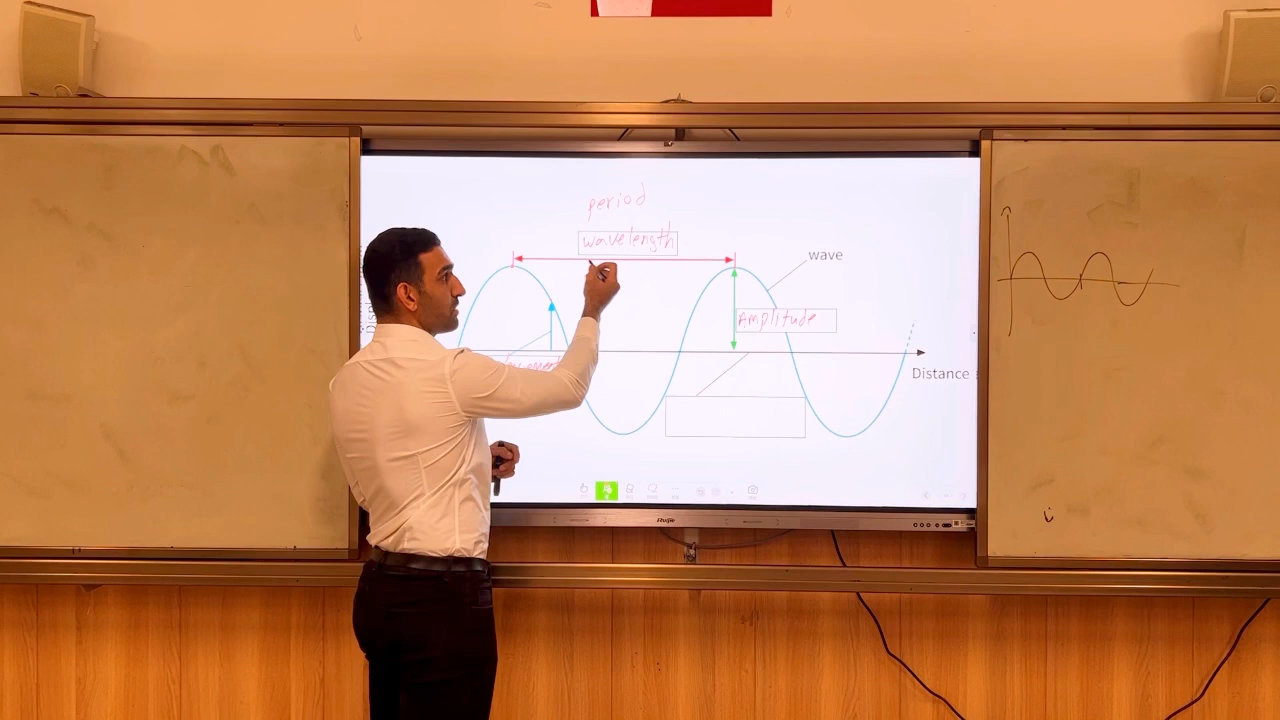 period
wavelength
wave
Amplitude
Distance
Ruijie